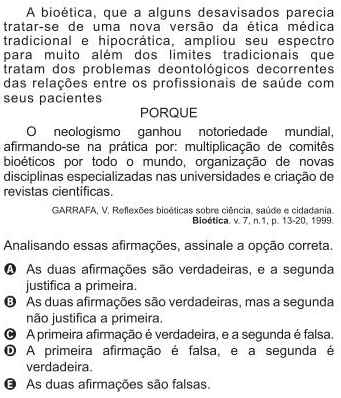 A bioética, que a alguns desavisados parecia
tratar-se de uma nova versão da ética médica
tradicional e hipocrática, ampliou seu espectro
para muito além dos limites tradicionais que
tratam dos problemas deontológicos decorrentes
das relações entre os profissionais de saúde com
seus pacientes
PORQUE
O neologismo ganhou notoriedade mundial,
afirmando-se na prática por: multiplicação de comitês
bioéticos por todo o mundo, organização de novas
disciplinas especializadas nas universidades e criação de
revistas científicas.
GARRAFA, V. Reflexões bioéticas sobre ciência, saúde e cidadania.
Bioética. v. 7, n.1, p. 13-20, 1999.
Analisando essas afirmações, assinale a opção correta.
A As duas afirmações são verdadeiras, e a segunda
justifica a primeira.
B As duas afirmações são verdadeiras, mas a segunda
não justifica a primeira.
C A primeira afirmação é verdadeira, e a segunda é falsa.
D A primeira afirmação é falsa, e a segunda é
verdadeira.
E As duas afirmações são falsas.